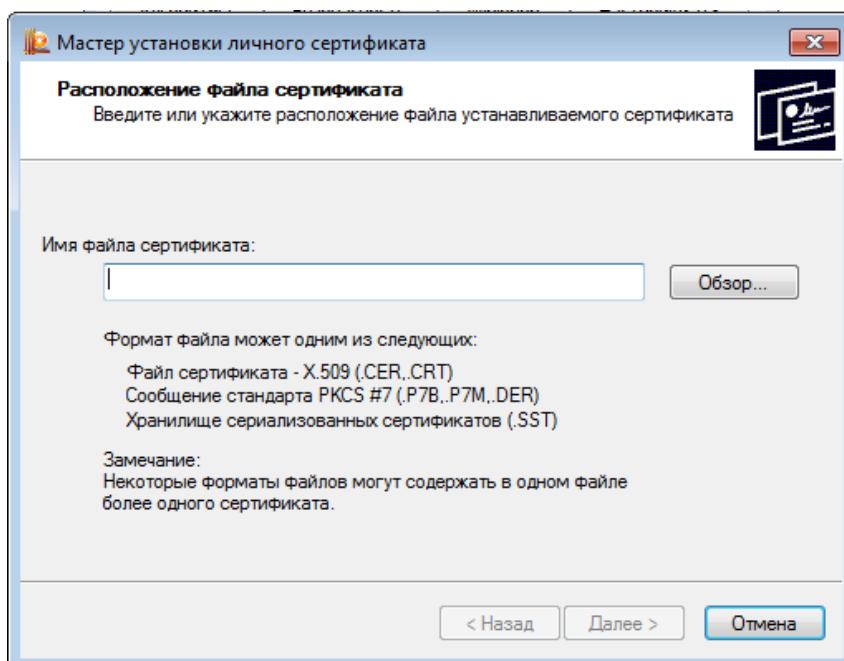 Мастер установки личного сертификата
Расположение файла сертификата
Введите или укажите расположение файла устанавливаемого сертификата
Имя файла сертификата:
Обзор...
Формат файла может одним из следующих:
Файл сертификата - X.509 (.CER,.CRT)
Сообщение стандарта PKCS #7 (.P7B,.P7M,.DER)
Хранилище сериализованных сертификатов (.SST)
Замечание:
Некоторые форматы файлов могут содержать в одном файле
более одного сертификата.
< Назад
Далее >
Отмена